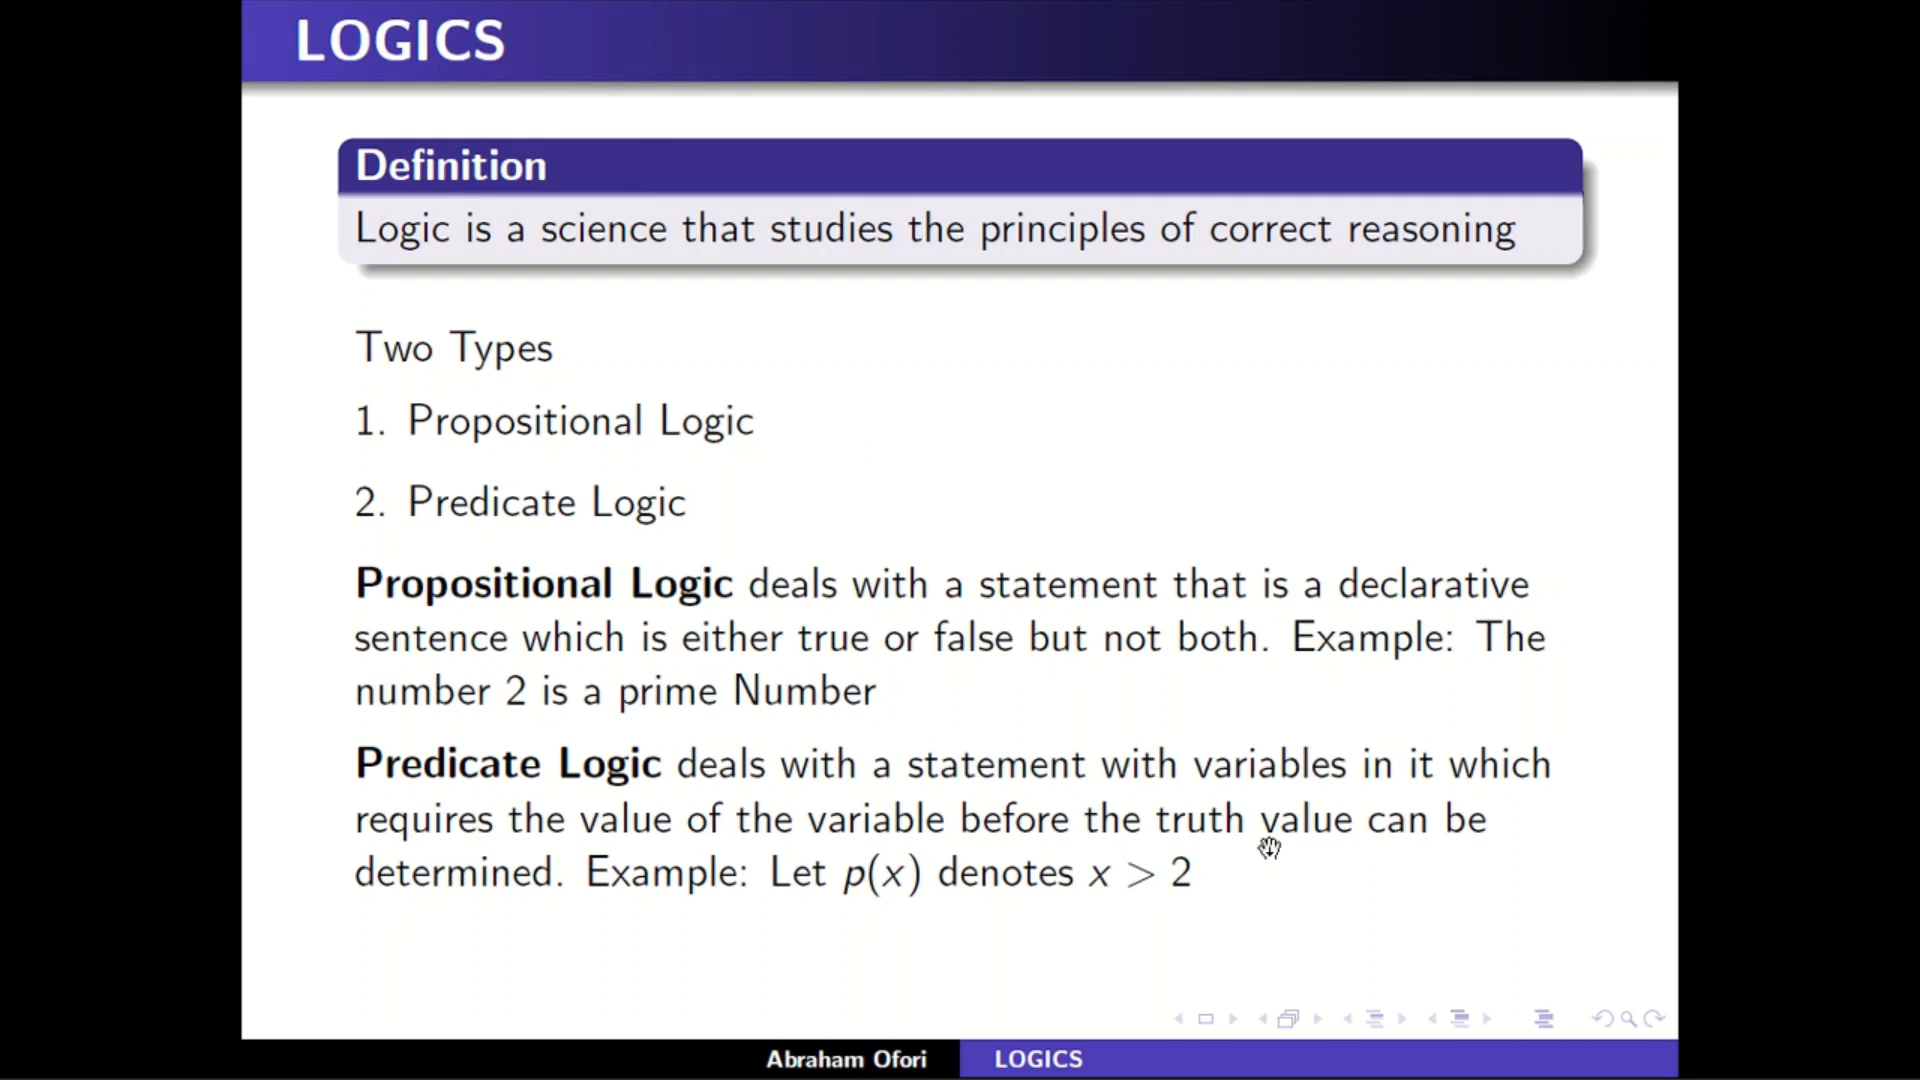 LOGICS
Definition
Logic is a science that studies the principles of correct reasoning
Two Types
1. Propositional Logic
2. Predicate Logic
Propositional Logic deals with a statement that is a declarative
sentence which is either true or false but not both. Example: The
number 2 is a prime Number
Predicate Logic deals with a statement with variables in it which
requires the value of the variable before the truth value can be
determined. Example: Let p(x) denotes x > 2
Abraham Ofori LOGICS